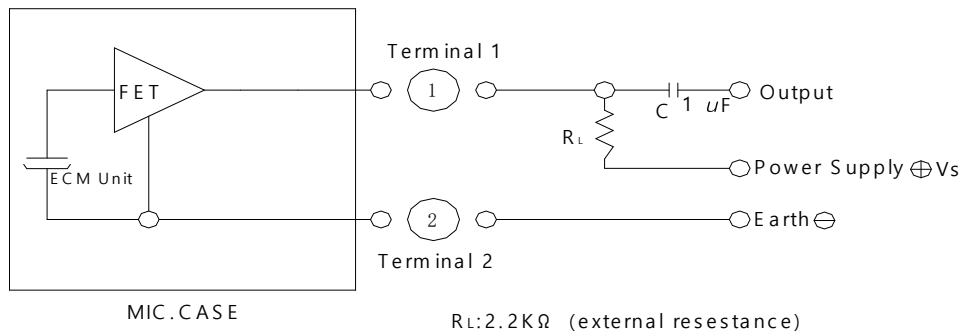 Terminal 1
FET
1
C 1 uF
Output
RL
ECM Unit
Power Supply ⊕Vs
2
Earth ⊖
Terminal 2
MIC.CASE
RL:2.2KΩ (external resestance)